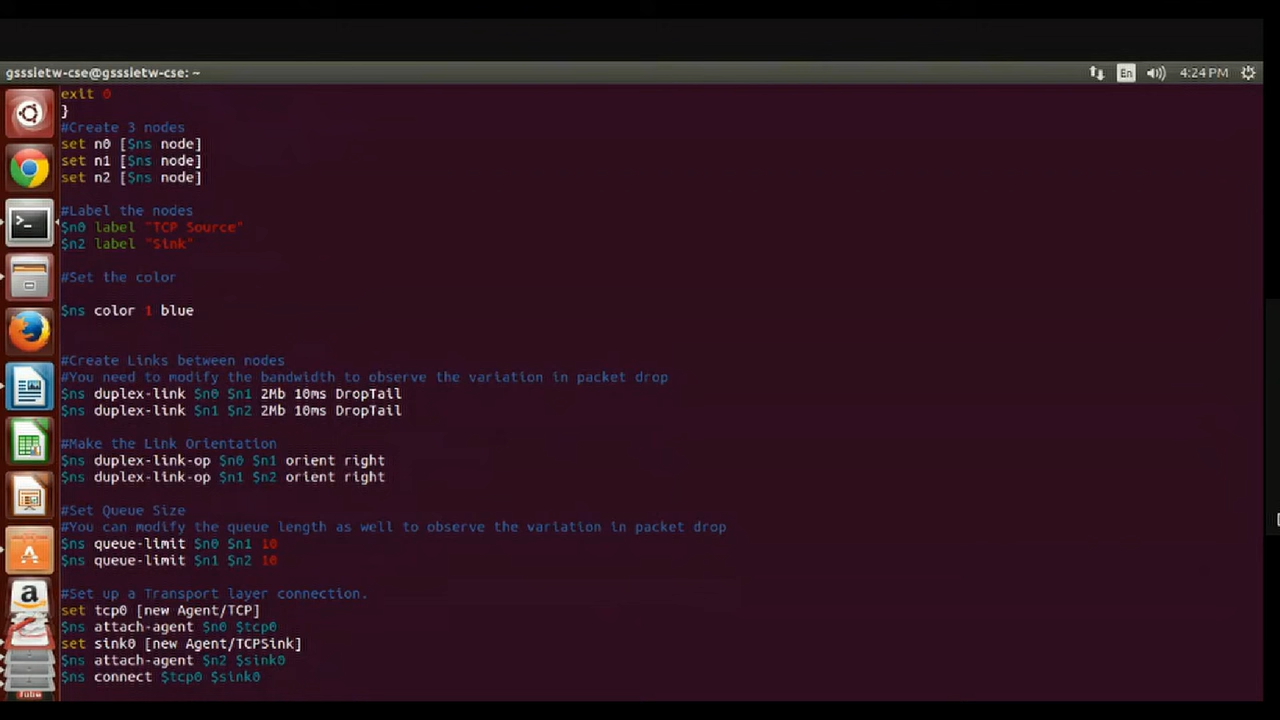 gsssletw-cse@gsssletw-cse: ~
En
4:24 PM
exit 0
}
#Create 3 nodes
set n0 [$ns node]
set n1 [$ns node]
set n2 [$ns node]
#Label the nodes
$n0 label "TCP Source"
$n2 label "Sink"
#Set the color
$ns color 1 blue
#Create Links between nodes
#You need to modify the bandwidth to observe the variation in packet drop
$ns duplex-link $n0 $n1 2Mb 10ms DropTail
$ns duplex-link $n1 $n2 2Mb 10ms DropTail
#Make the Link Orientation
$ns duplex-link-op $n0 $n1 orient right
$ns duplex-link-op $n1 $n2 orient right
#Set Queue Size
#You can modify the queue length as well to observe the variation in packet drop
$ns queue-limit $n0 $n1 10
$ns queue-limit $n1 $n2 10
#Set up a Transport layer connection.
set tcp0 [new Agent/TCP]
$ns attach-agent $n0 $tcp0
set sink0 [new Agent/TCPSink]
$ns attach-agent $n2 $sink0
$ns connect $tcp0 $sink0